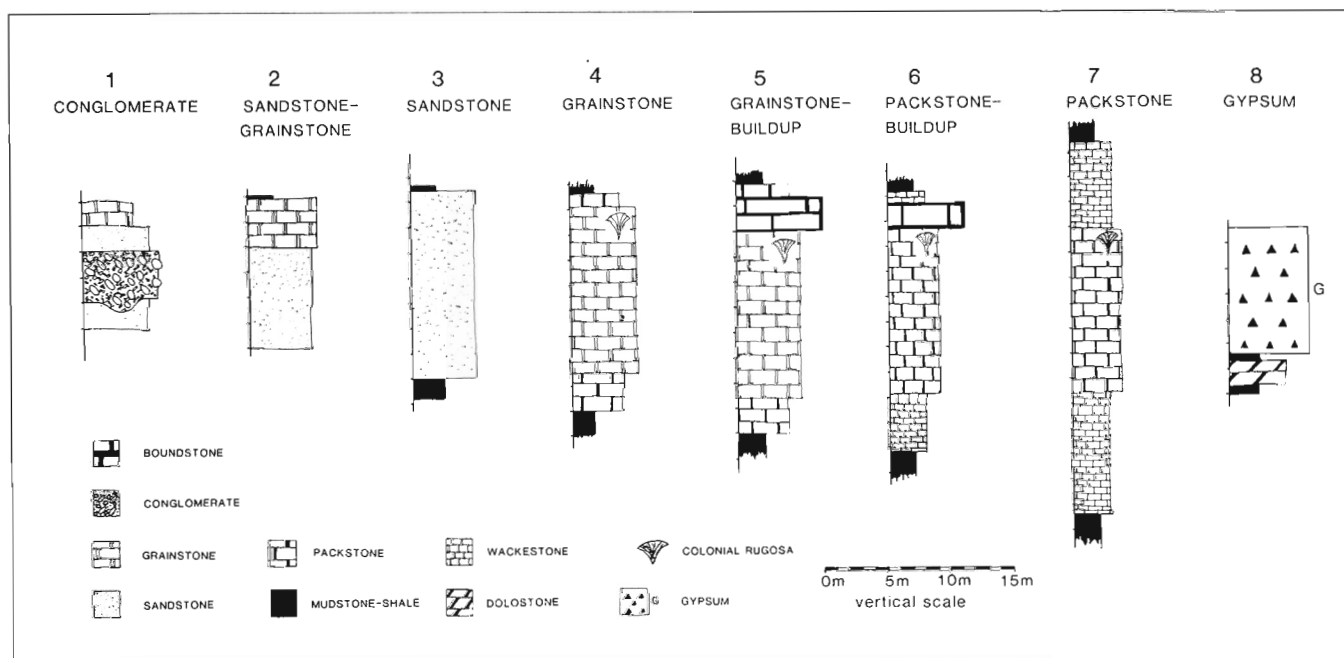 1
CONGLOMERATE
2
SANDSTONE-
GRAINSTONE
3
SANDSTONE
4
GRAINSTONE
5
GRAINSTONE-
BUILDUP
6
PACKSTONE-
BUILDUP
7
PACKSTONE
8
GYPSUM
G
BOUNDSTONE
CONGLOMERATE
GRAINSTONE
PACKSTONE
WACKESTONE
COLONIAL RUGOSA
SANDSTONE
MUDSTONE-SHALE
DOLOSTONE
G GYPSUM
0m 5m 10m 15m
vertical scale